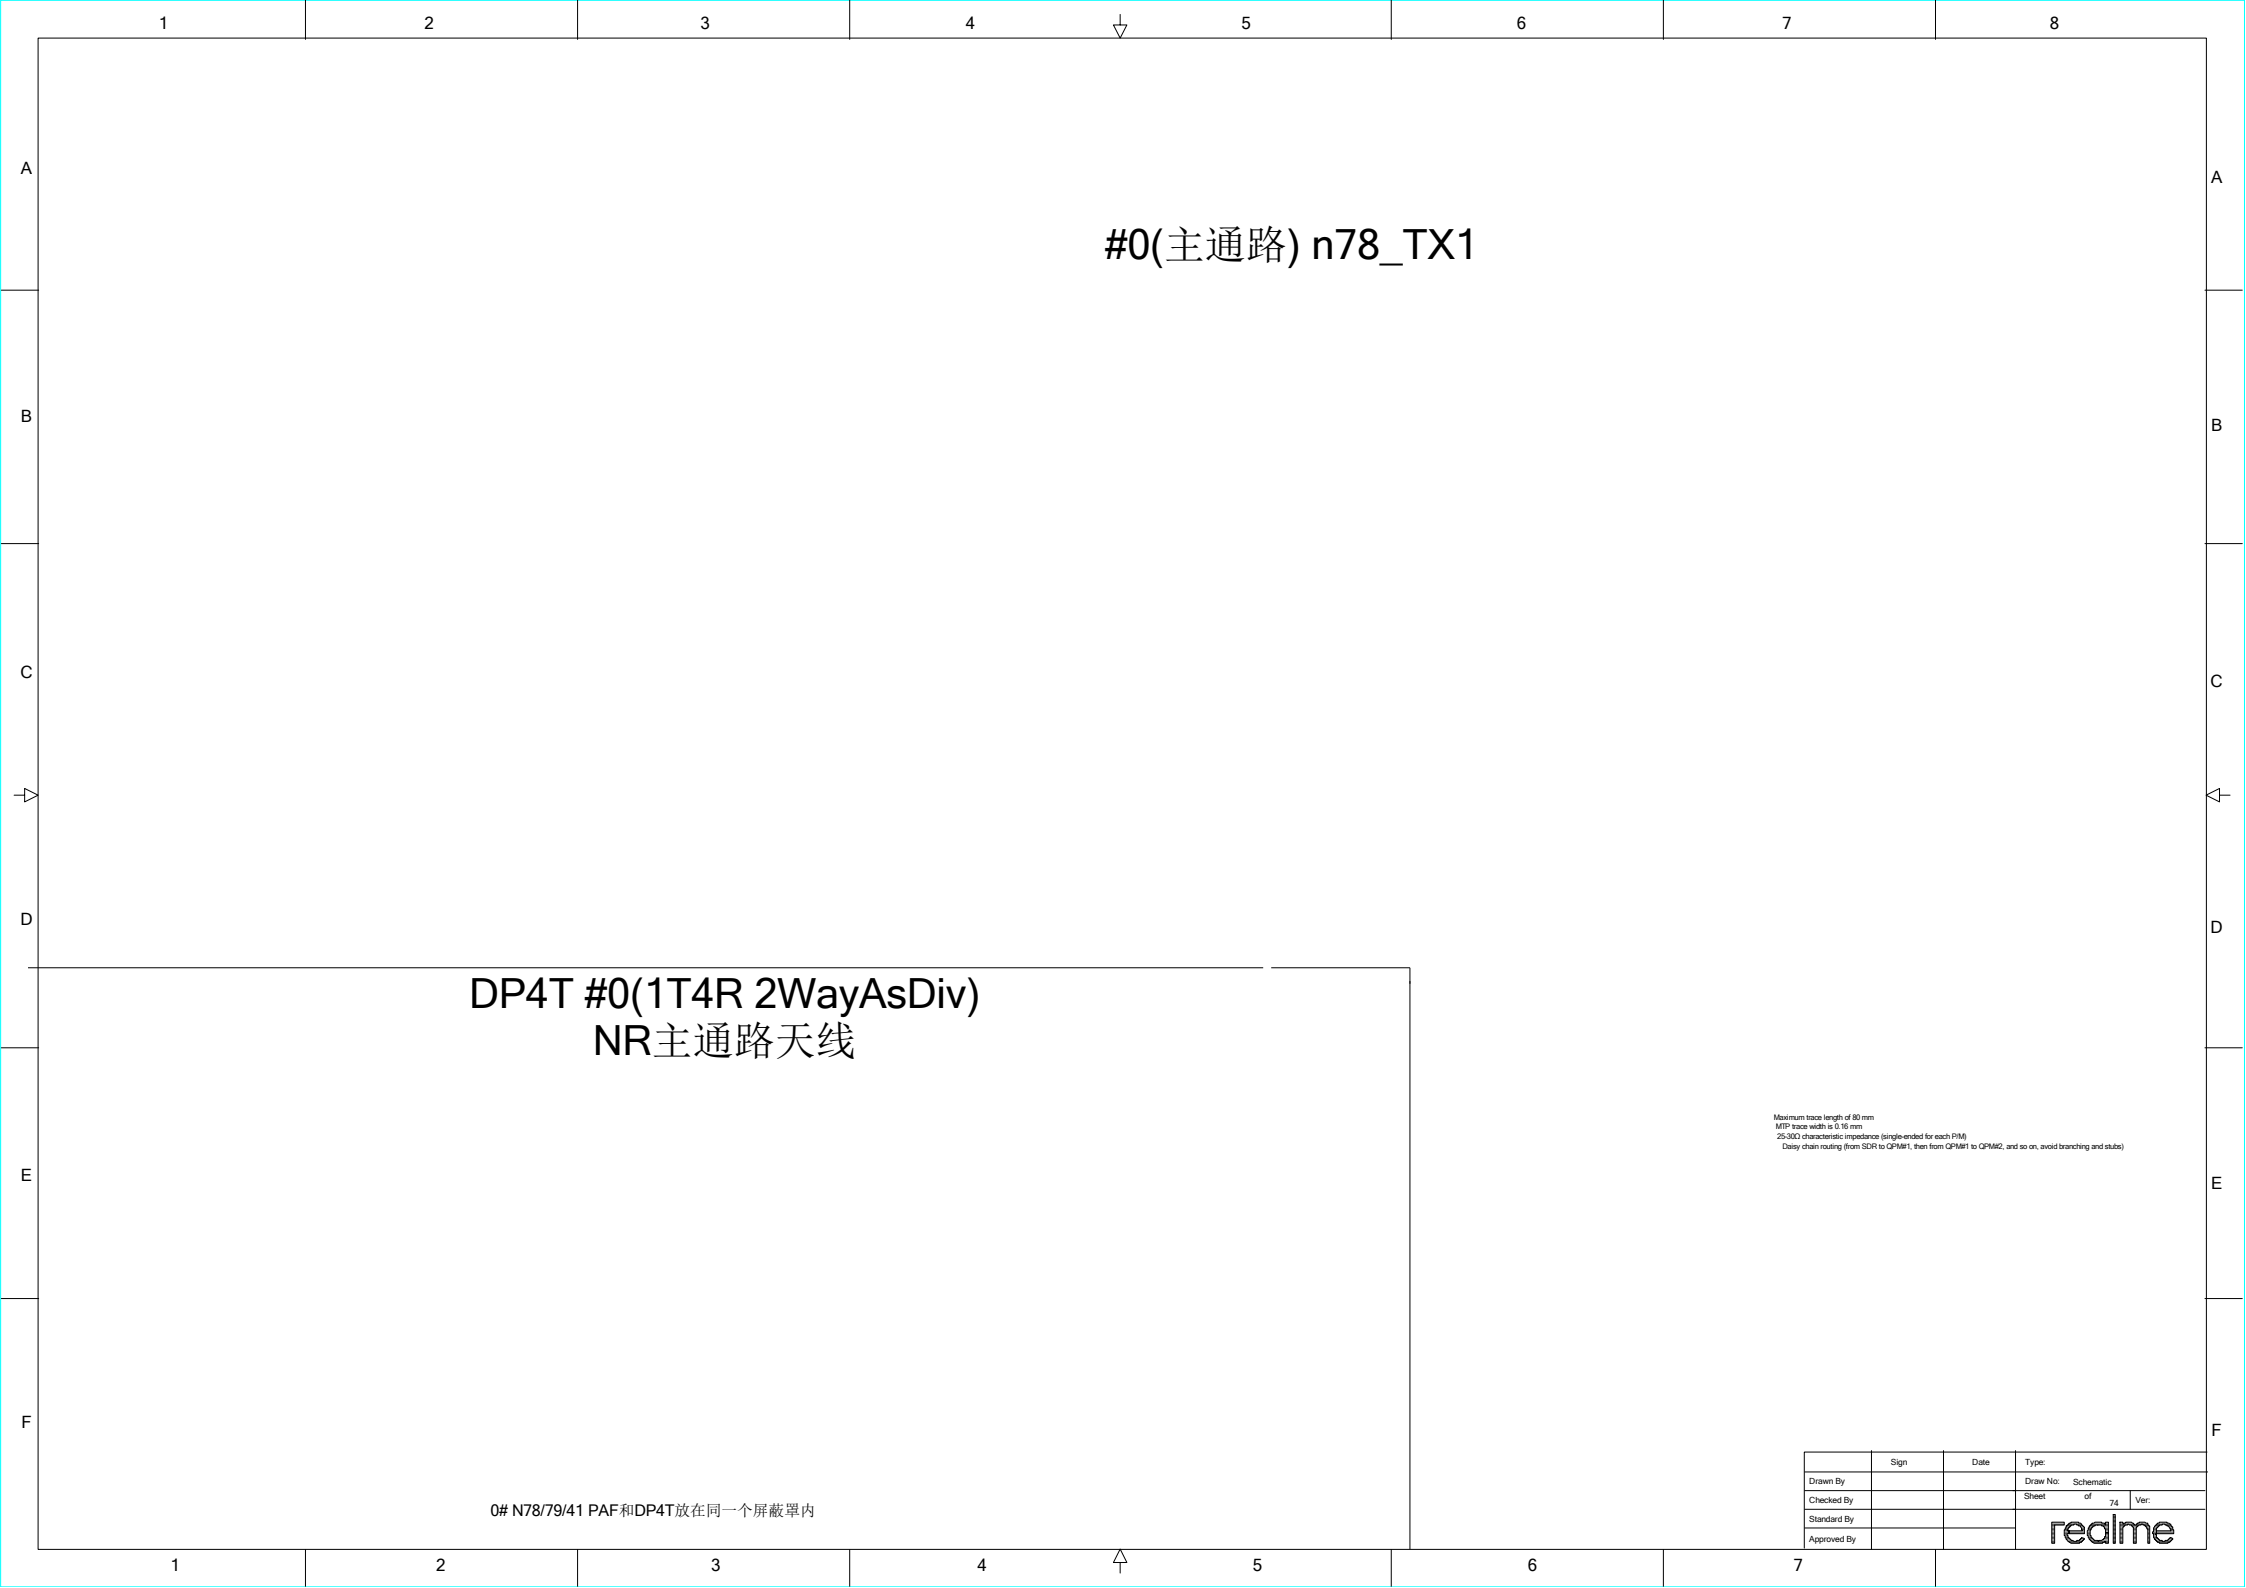 1 2 3 4 5 6 7 8
A A
#0(主通路) n78_TX1
B B
C C
D D
DP4T #0(1T4R 2WayAsDiv)
NR主通路天线
Maximum trace length of 80 mm
MTP trace width is 0.16 mm
25-30Ω characteristic impedance (single-ended for each P/M)
Daisy chain routing (from SDR to QPM#1, then from QPM#1 to QPM#2, and so on, avoid branching and stubs)
E E
F F
Sign Date Type:
Drawn By Draw No: Schematic
Checked By Sheet of 74 Ver:
Standard By
realme
Approved By
0# N78/79/41 PAF和DP4T放在同一个屏蔽罩内
1 2 3 4 5 6 7 8